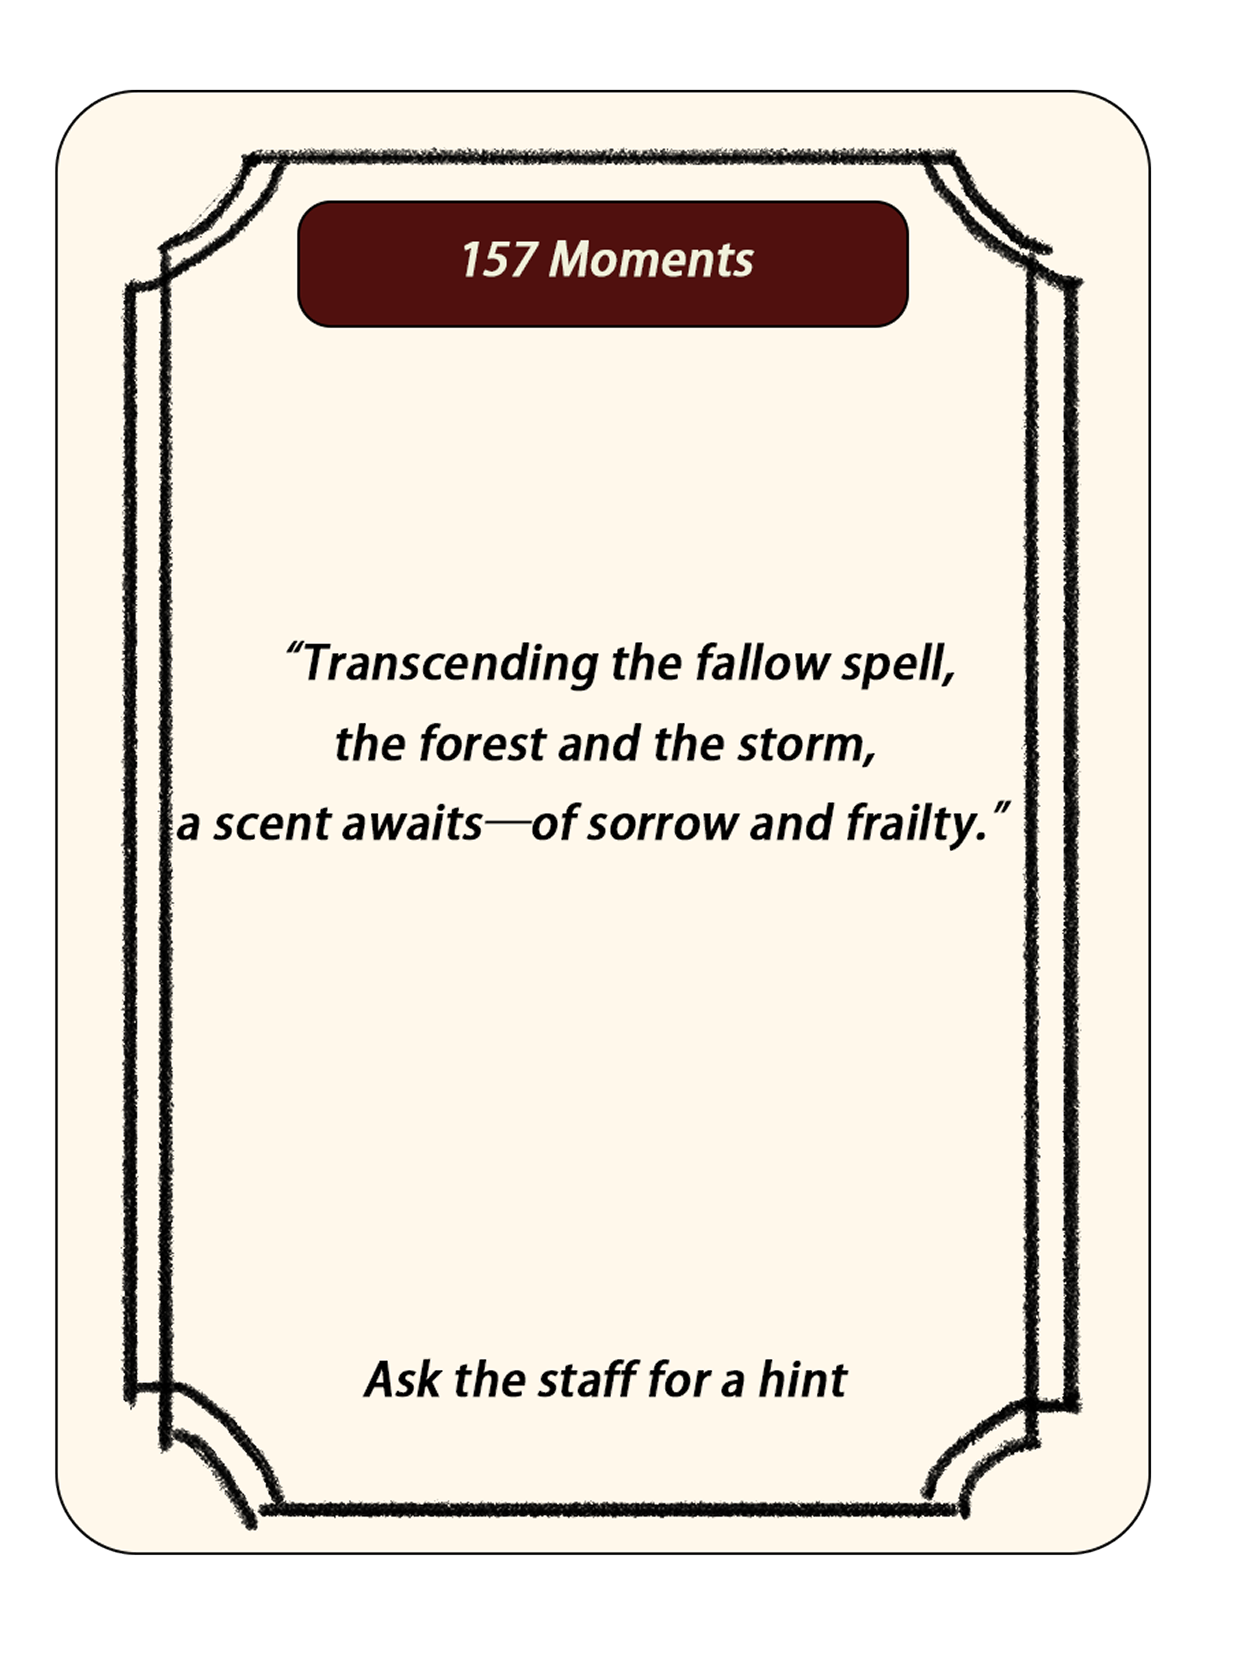 157 Moments
“Transcending the fallow spell,
the forest and the storm,
a scent awaits—of sorrow and frailty.”
Ask the staff for a hint